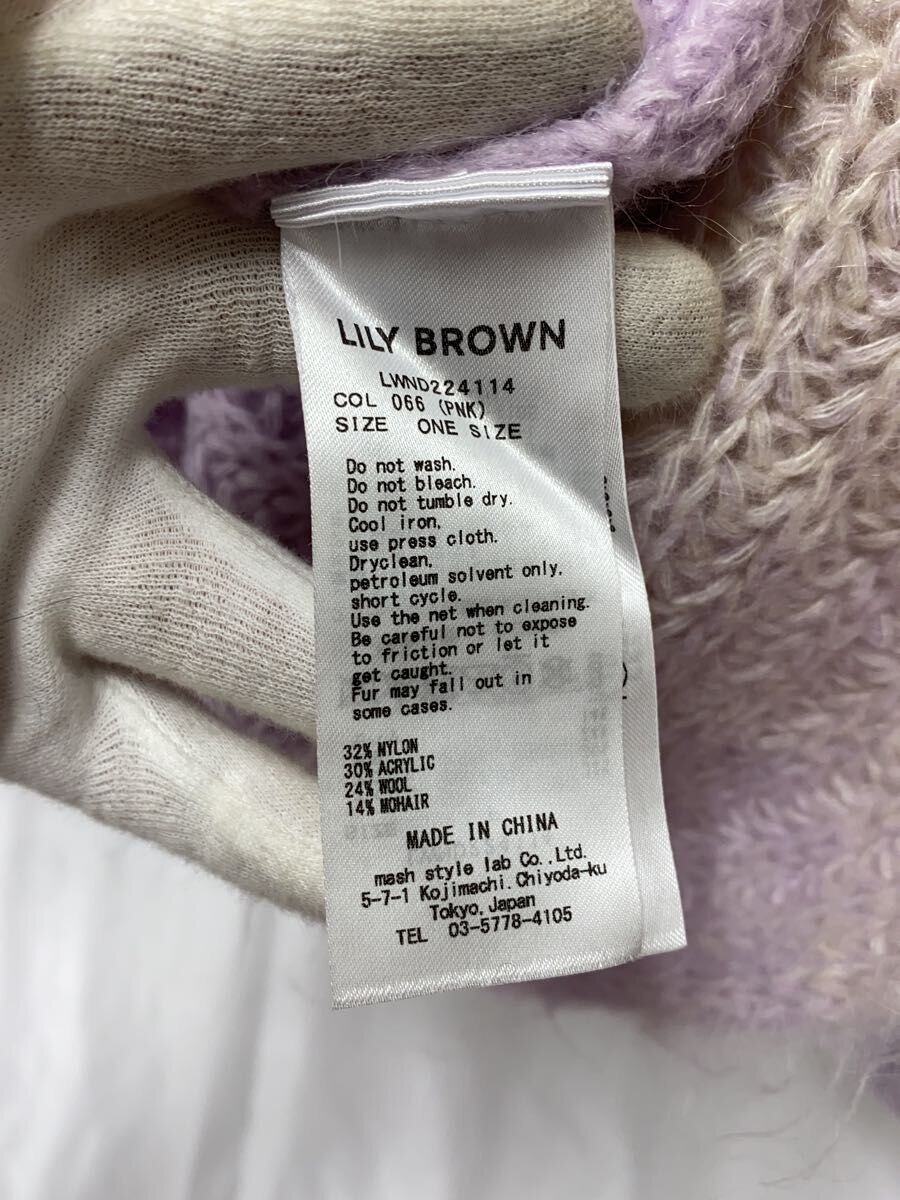 LILY BROWN
LWND224114
COL 066 (PNK)
SIZE ONE SIZE
Do not wash.
Do not bleach.
Do not tumble dry.
Cool iron,
use press cloth.
Dryclean,
petroleum solvent only,
short cycle.
Use the net when cleaning.
Be careful not to expose
to friction or let it
get caught.
Fur may fall out in
some cases.
32% NYLON
30% ACRYLIC
24% WOOL
14% MOHAIR
MADE IN CHINA
mash style lab Co.,Ltd.
5-7-1 Kojimachi,Chiyoda-ku
Tokyo,Japan
TEL 03-5778-4105